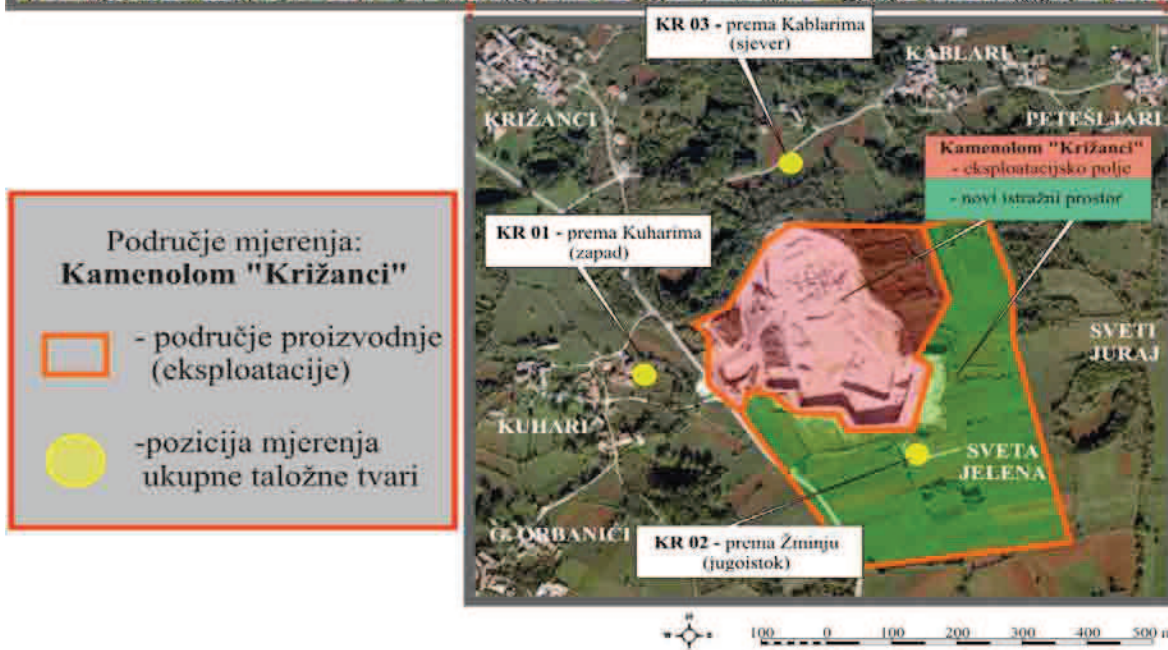 Područje mjerenja:
Kamenolom "Križanci"
- područje proizvodnje
(eksploatacije)
-pozicija mjerenja
ukupne taložne tvari
KR 03 - prema Kablarima
(sjever)
KABLARI
KRIŽANCI
PETEŠLJARI
Kamenolom "Križanci"
- eksploatacijsko polje
- novi istražni prostor
KR 01 - prema Kuharima
(zapad)
SVETI
JURAJ
KUHARI
SVETA
JELENA
G. ORBANIĆI
KR 02 - prema Žminju
(jugoistok)
100 0 100 200 300 400 500 m